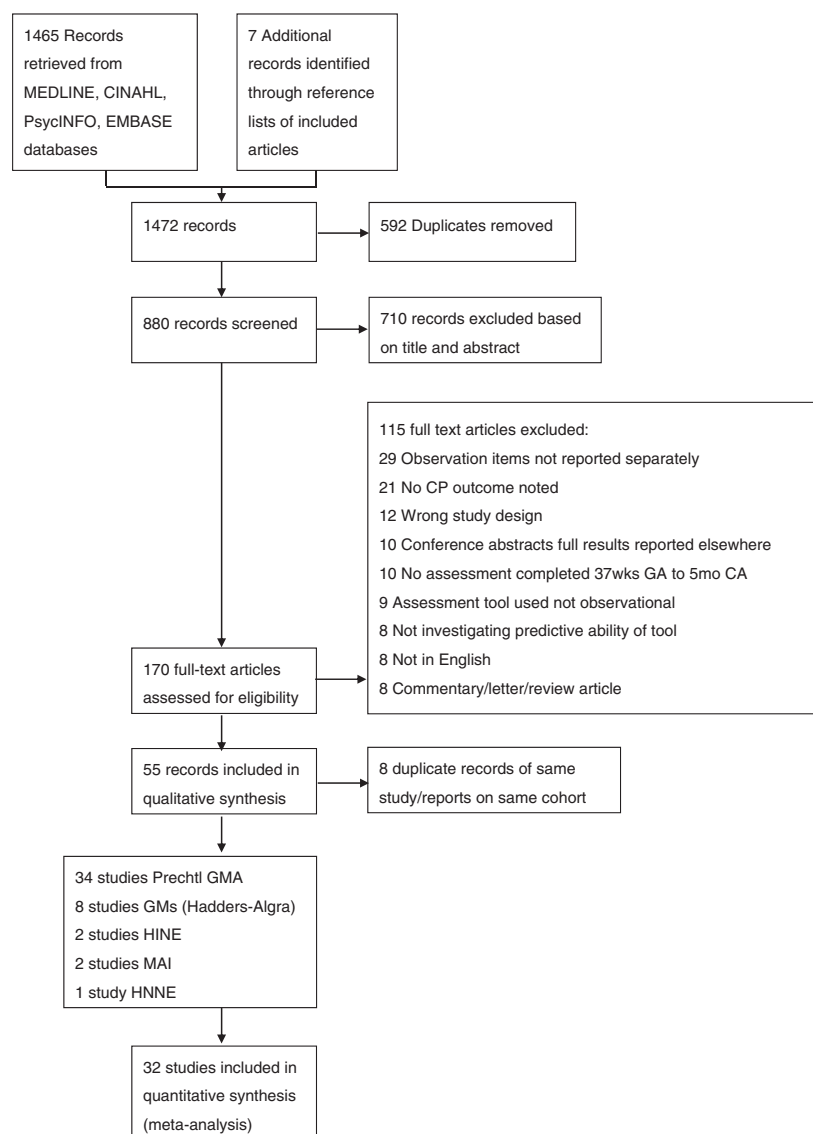 1465 Records
retrieved from
MEDLINE, CINAHL,
PsycINFO, EMBASE
databases
7 Additional
records identified
through reference
lists of included
articles
1472 records
592 Duplicates removed
880 records screened
710 records excluded based
on title and abstract
115 full text articles excluded:
29 Observation items not reported separately
21 No CP outcome noted
12 Wrong study design
10 Conference abstracts full results reported elsewhere
10 No assessment completed 37wks GA to 5mo CA
9 Assessment tool used not observational
8 Not investigating predictive ability of tool
8 Not in English
8 Commentary/letter/review article
170 full-text articles
assessed for eligibility
55 records included in
qualitative synthesis
8 duplicate records of same
study/reports on same cohort
34 studies Prechtl GMA
8 studies GMs (Hadders-Algra)
2 studies HINE
2 studies MAI
1 study HNNE
32 studies included in
quantitative synthesis
(meta-analysis)